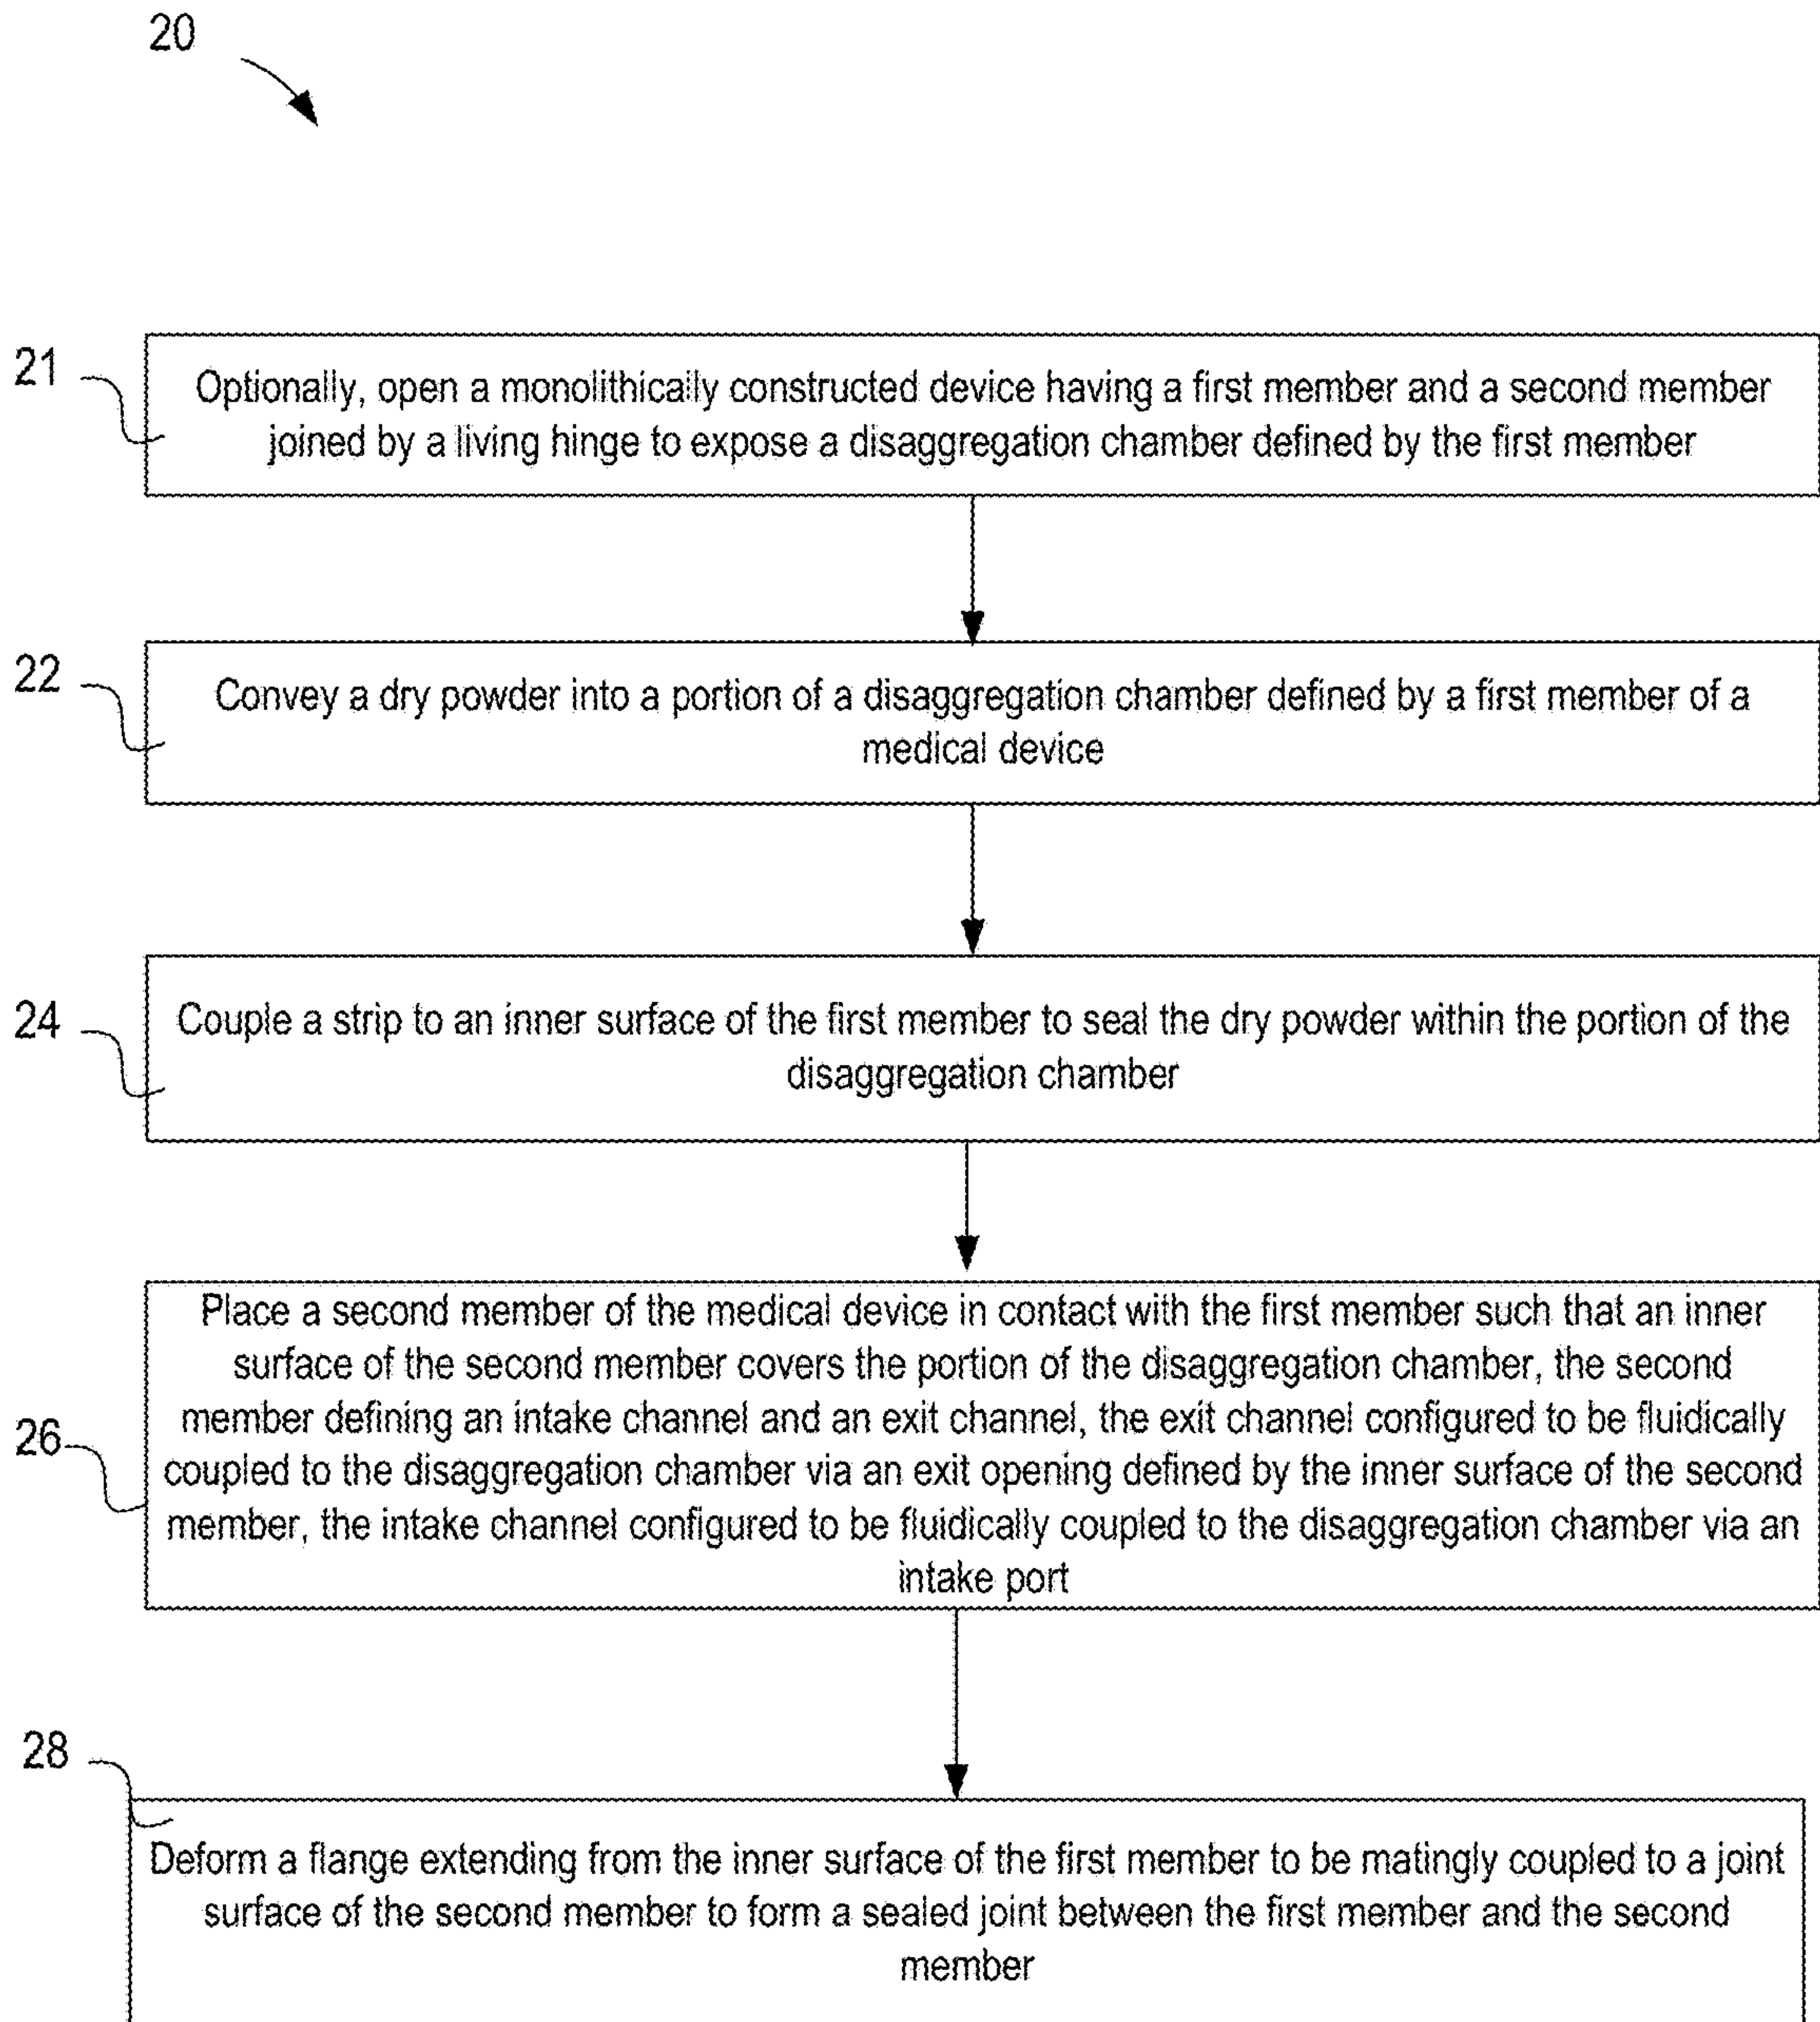 20
21
Optionally, open a monolithically constructed device having a first member and a second member
joined by a living hinge to expose a disaggregation chamber defined by the first member
22
Convey a dry powder into a portion of a disaggregation chamber defined by a first member of a
medical device
24
Couple a strip to an inner surface of the first member to seal the dry powder within the portion of the
disaggregation chamber
26
Place a second member of the medical device in contact with the first member such that an inner
surface of the second member covers the portion of the disaggregation chamber, the second
member defining an intake channel and an exit channel, the exit channel configured to be fluidically
coupled to the disaggregation chamber via an exit opening defined by the inner surface of the second
member, the intake channel configured to be fluidically coupled to the disaggregation chamber via an
intake port
28
Deform a flange extending from the inner surface of the first member to be matingly coupled to a joint
surface of the second member to form a sealed joint between the first member and the second
member